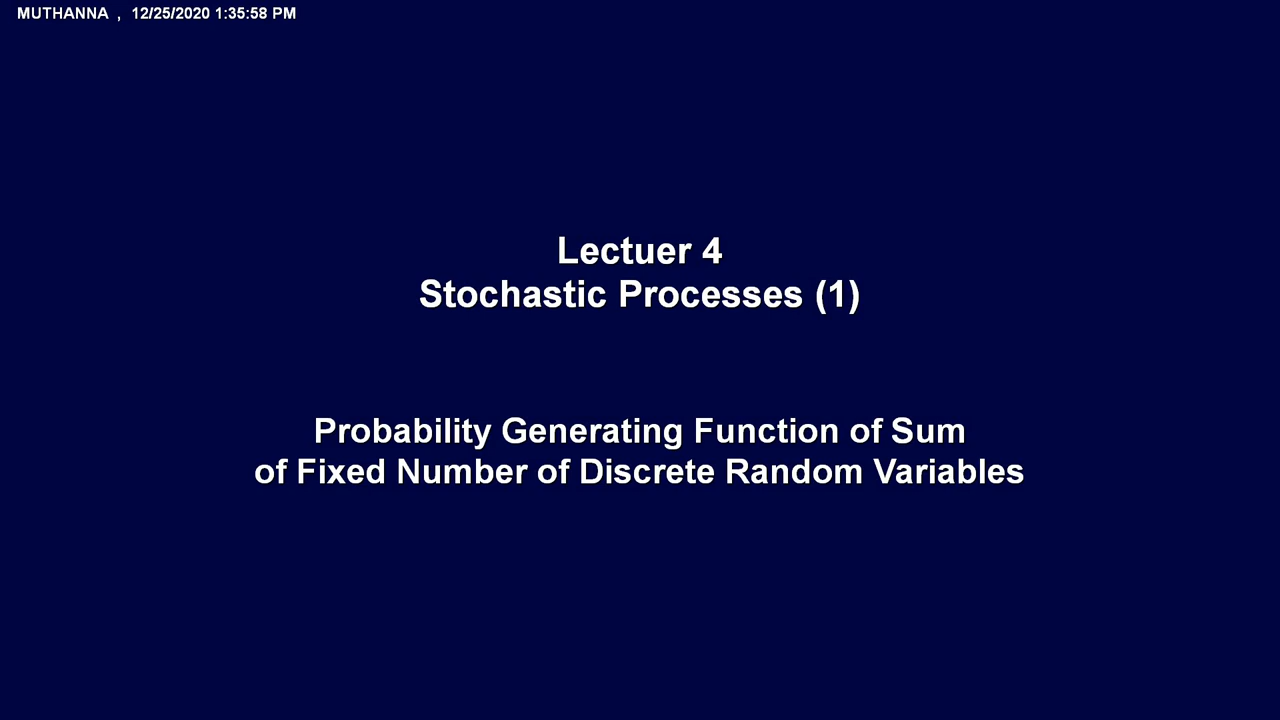 MUTHANNA , 12/25/2020 1:35:58 PM
Lectuer 4
Stochastic Processes (1)
Probability Generating Function of Sum
of Fixed Number of Discrete Random Variables